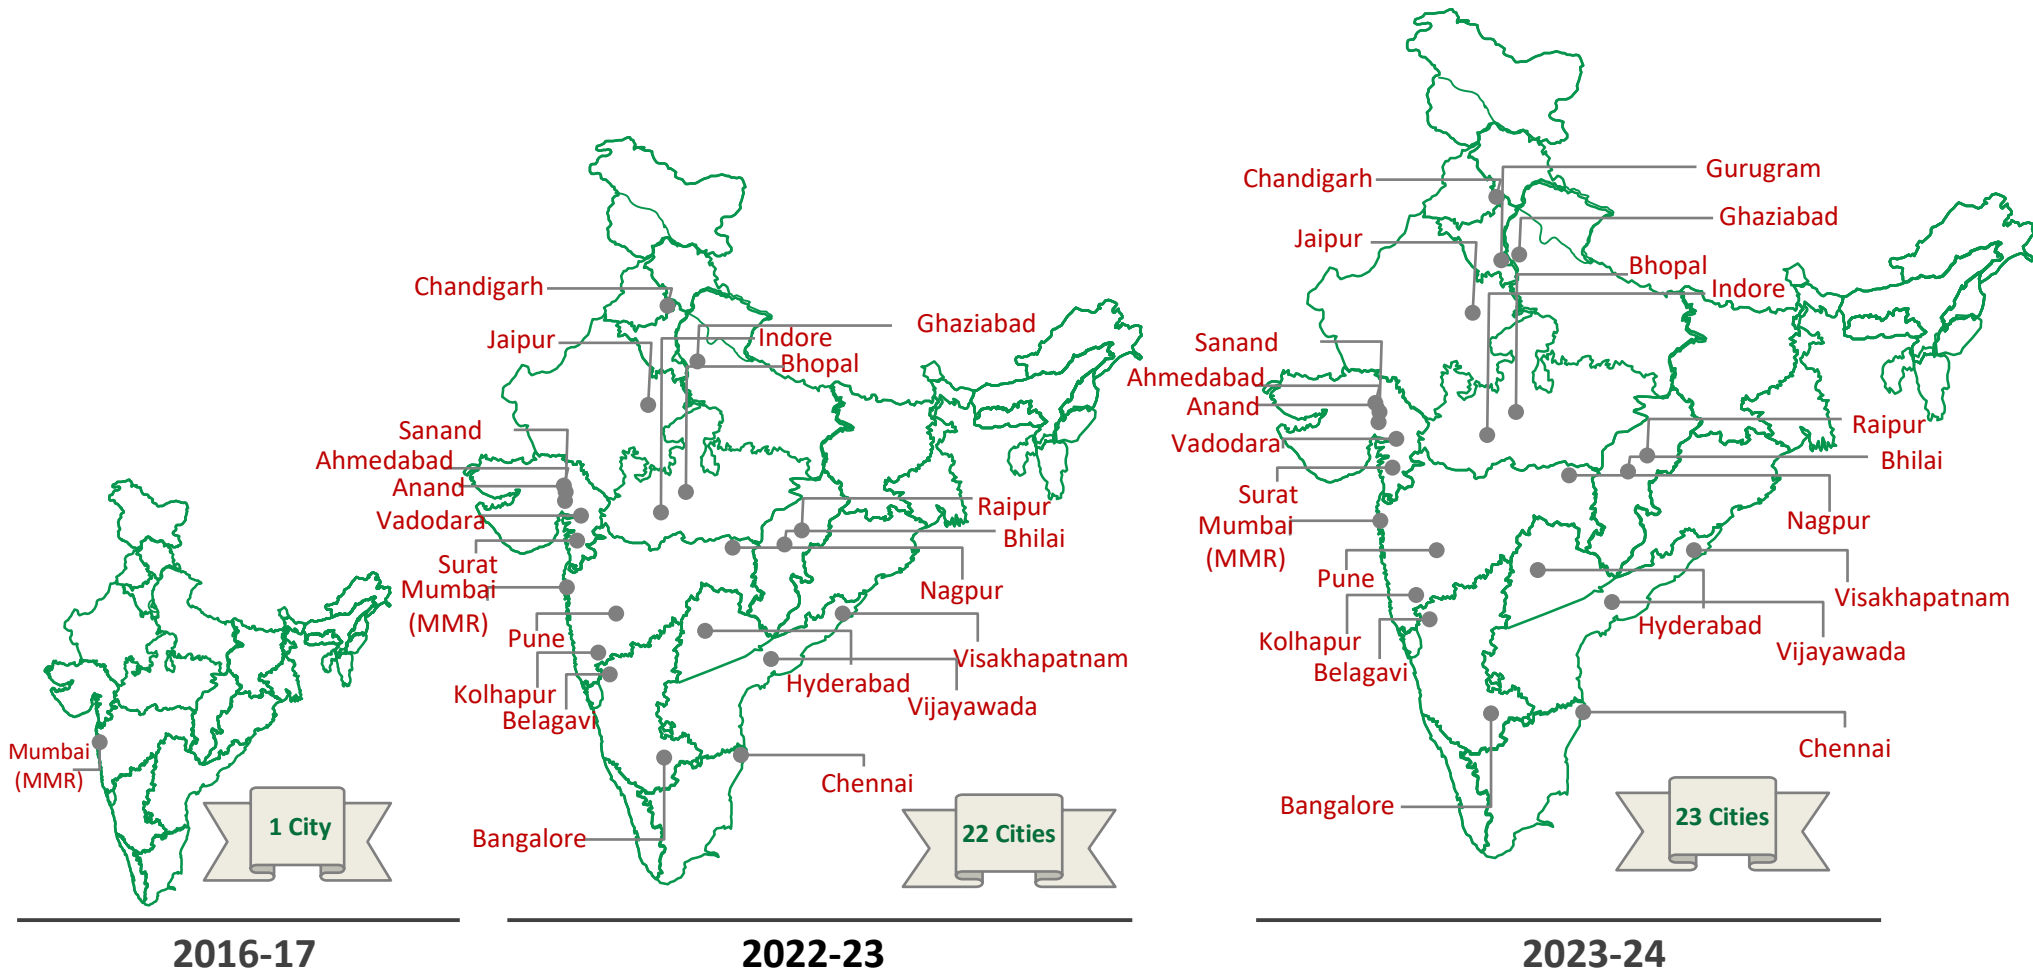 Mumbai
(MMR)
1 City
2016-17
Chandigarh
Jaipur
Ghaziabad
Indore
Bhopal
Sanand
Ahmedabad
Anand
Vadodara
Surat
Mumbai
(MMR)
Pune
Kolhapur
Belagavi
Bangalore
Raipur
Bhilai
Nagpur
Visakhapatnam
Hyderabad
Vijayawada
Chennai
22 Cities
2022-23
Chandigarh
Gurugram
Jaipur
Ghaziabad
Bhopal
Indore
Sanand
Ahmedabad
Anand
Vadodara
Surat
Mumbai
(MMR)
Pune
Kolhapur
Belagavi
Bangalore
Raipur
Bhilai
Nagpur
Visakhapatnam
Hyderabad
Vijayawada
Chennai
23 Cities
2023-24